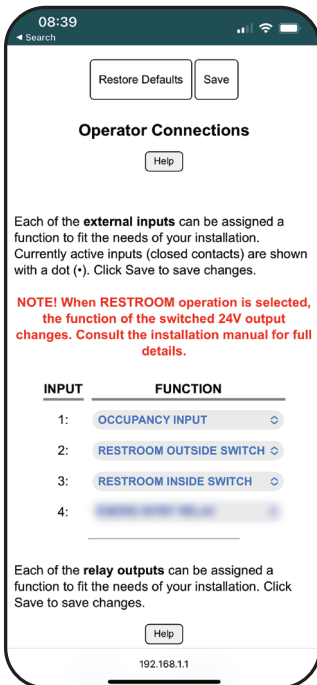 08:39
◀ Search
Restore Defaults Save
Operator Connections
Help
Each of the external inputs can be assigned a
function to fit the needs of your installation.
Currently active inputs (closed contacts) are shown
with a dot (•). Click Save to save changes.
NOTE! When RESTROOM operation is selected,
the function of the switched 24V output
changes. Consult the installation manual for full
details.
INPUT FUNCTION
1: OCCUPANCY INPUT
2: RESTROOM OUTSIDE SWITCH
3: RESTROOM INSIDE SWITCH
4:
Each of the relay outputs can be assigned a
function to fit the needs of your installation. Click
Save to save changes.
Help
192.168.1.1